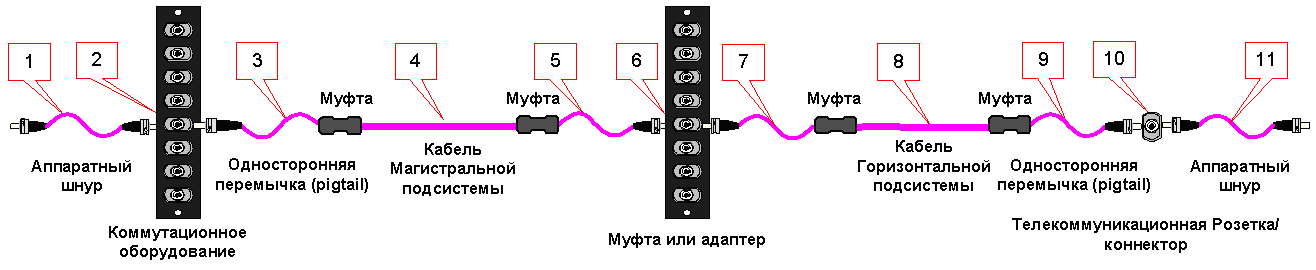 1
2
3
4
5
6
7
8
9
10
11
Муфта
Муфта
Муфта
Муфта
Аппаратный
шнур
Односторонняя
перемычка (pigtail)
Кабель
Магистральной
подсистемы
Кабель
Горизонтальной
подсистемы
Односторонняя
перемычка (pigtail)
Аппаратный
шнур
Коммутационное
оборудование
Муфта или адаптер
Телекоммуникационная Розетка/
коннектор